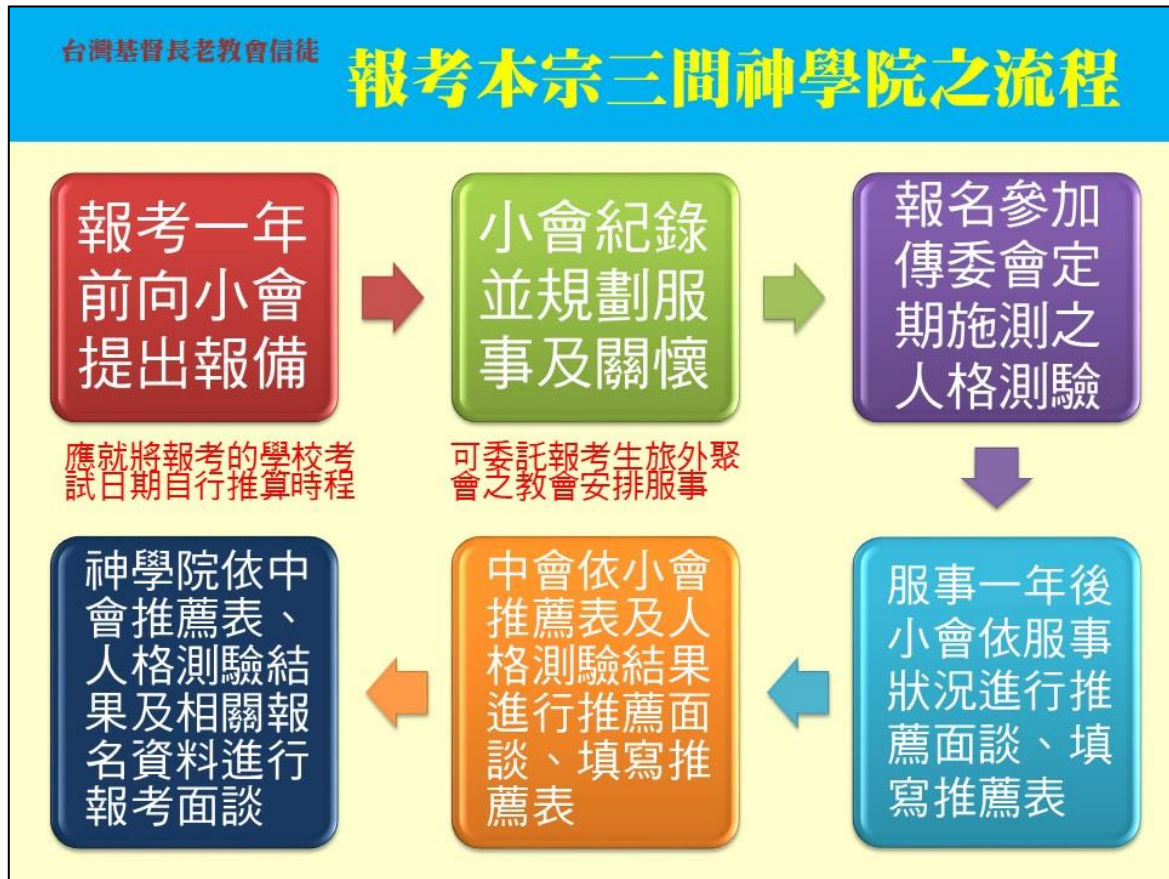 台灣基督長老教會信徒
報考本宗三間神學院之流程
報考一年
前向小會
提出報備
應就將報考的學校考
試日期自行推算時程
小會紀錄
並規劃服
事及關懷
可委託報考生旅外聚
會之教會安排服事
報名參加
傳委會定
期施測之
人格測驗
服事一年後
小會依服事
狀況進行推
薦面談、填
寫推薦表
中會依小會
推薦表及人
格測驗結果
進行推薦面
談、填寫推
薦表
神學院依中
會推薦表、
人格測驗結
果及相關報
名資料進行
報考面談